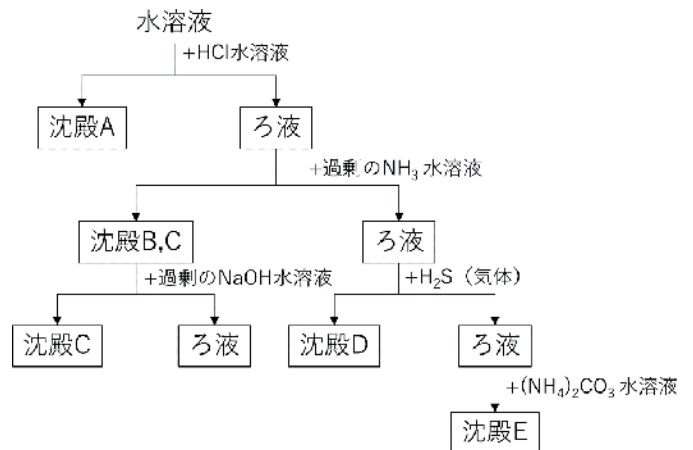 水溶液
+HCl水溶液
沈殿A
ろ液
+過剰のNH₃水溶液
沈殿B,C
ろ液
+過剰のNaOH水溶液
+H₂S（気体）
沈殿C
ろ液
沈殿D
ろ液
+(NH₄)₂CO₃水溶液
沈殿E